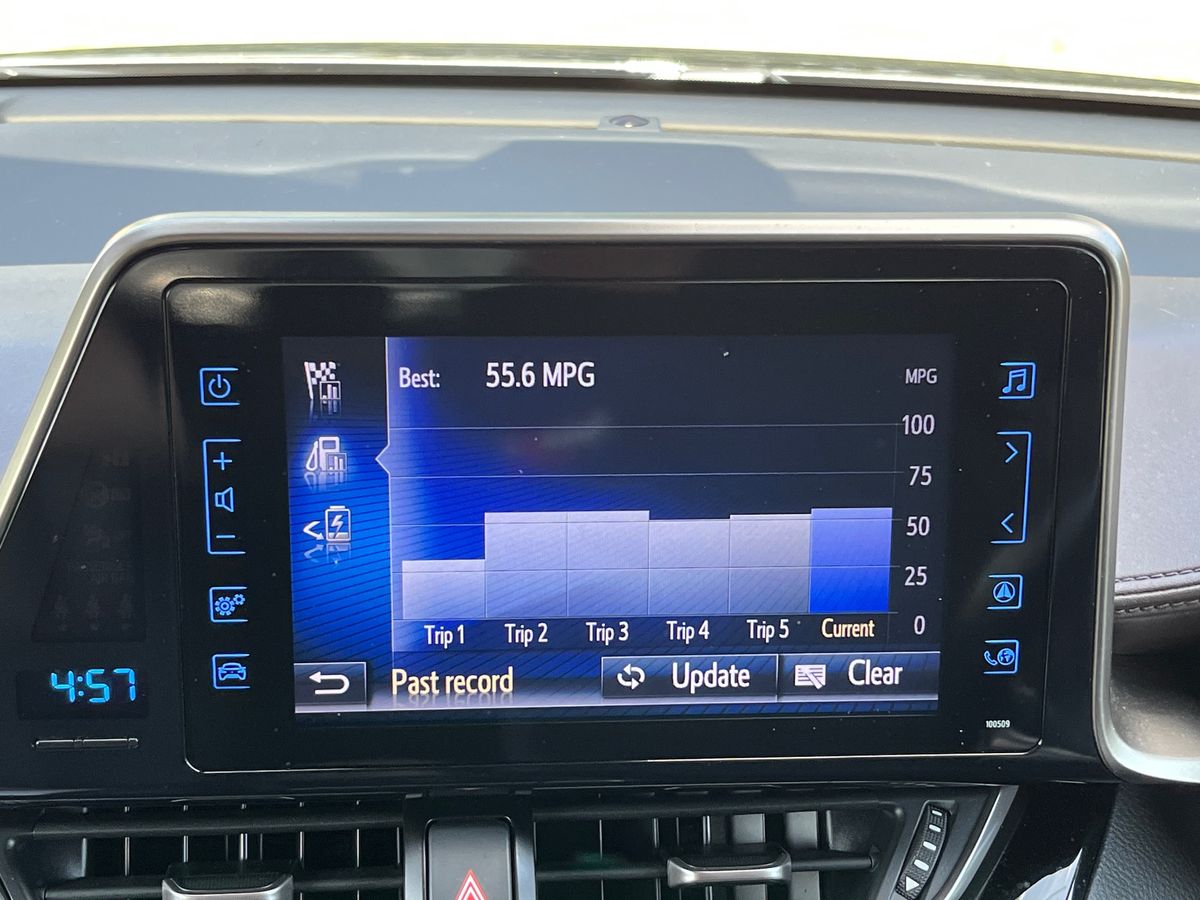 Best: 55.6 MPG
MPG
100
75
50
25
0
Trip 1 Trip 2 Trip 3 Trip 4 Trip 5 Current
Past record
Update
Clear
4:57
100509